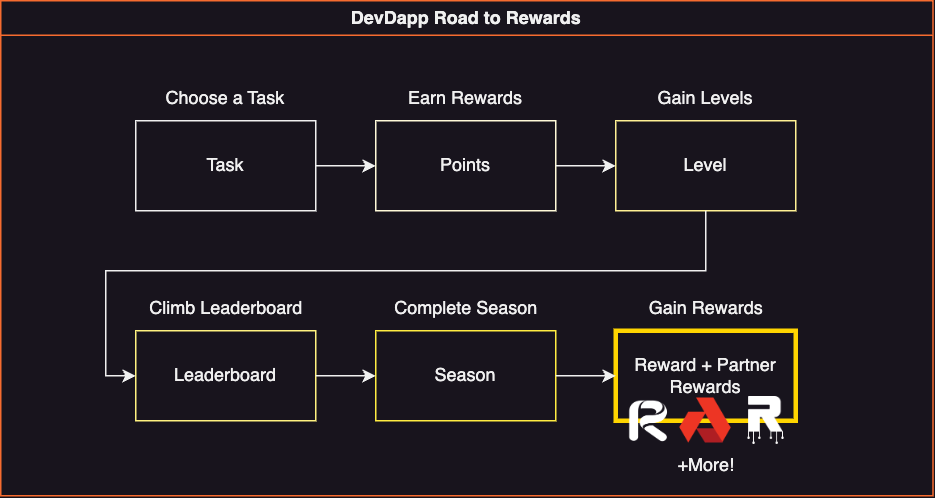 DevDapp Road to Rewards
Choose a Task
Earn Rewards
Gain Levels
Task
Points
Level
Climb Leaderboard
Complete Season
Gain Rewards
Leaderboard
Season
Reward + Partner
Rewards
R
R
+More!